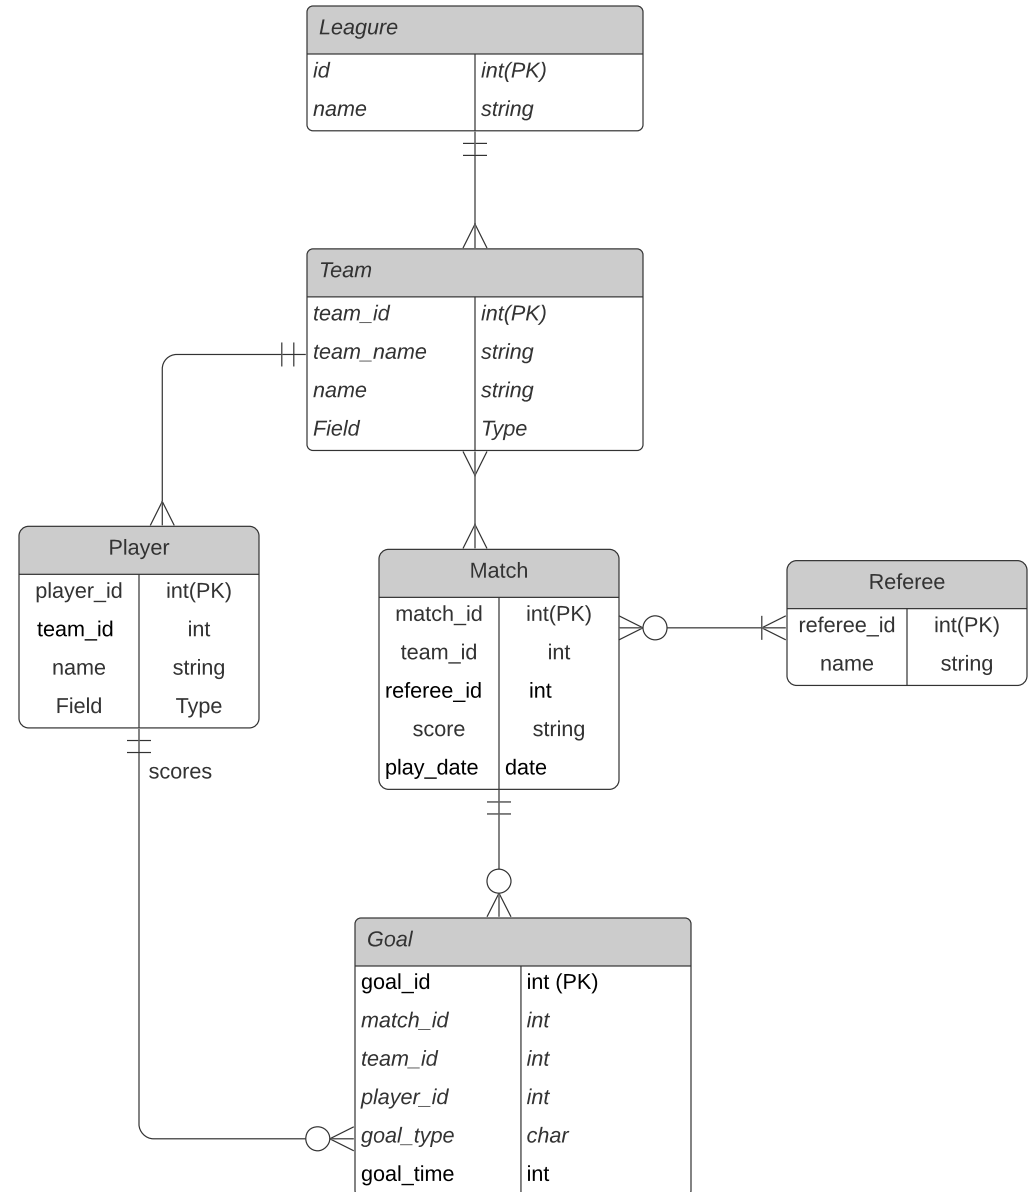 Leagure
id int(PK)
name string
Team
team_id int(PK)
team_name string
name string
Field Type
Player
player_id int(PK)
team_id int
name string
Field Type
scores
Match
match_id int(PK)
team_id int
referee_id int
score string
play_date date
Referee
referee_id int(PK)
name string
Goal
goal_id int (PK)
match_id int
team_id int
player_id int
goal_type char
goal_time int